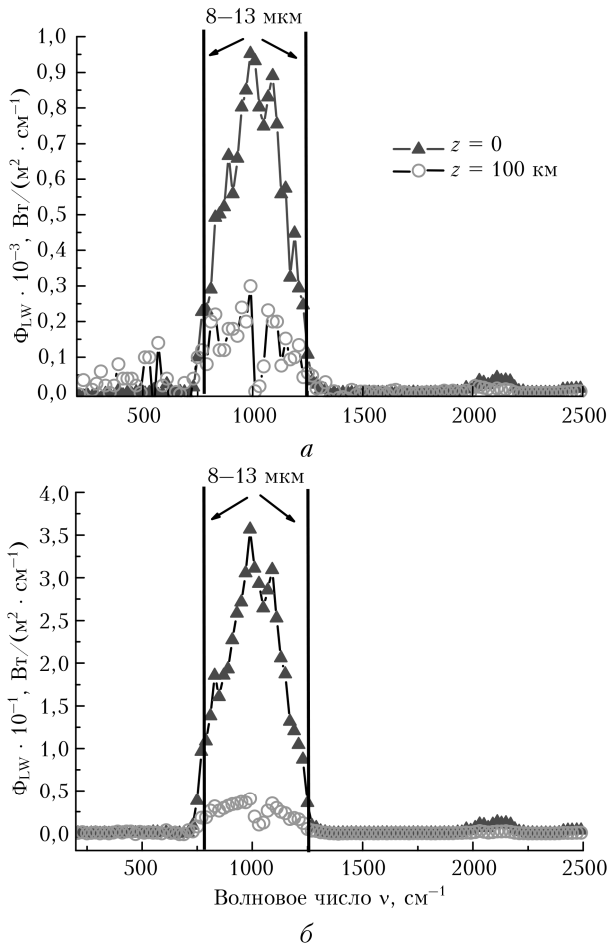 8–13 мкм
Φ_LW · 10⁻³, Вт/(м² · см⁻¹)
1,0
0,9
0,8
0,7
0,6
0,5
0,4
0,3
0,2
0,1
0,0
z = 0
z = 100 км
500 1000 1500 2000 2500
а
8–13 мкм
Φ_LW · 10⁻¹, Вт/(м² · см⁻¹)
4,0
3,5
3,0
2,5
2,0
1,5
1,0
0,5
0,0
500 1000 1500 2000 2500
Волновое число ν, см⁻¹
б